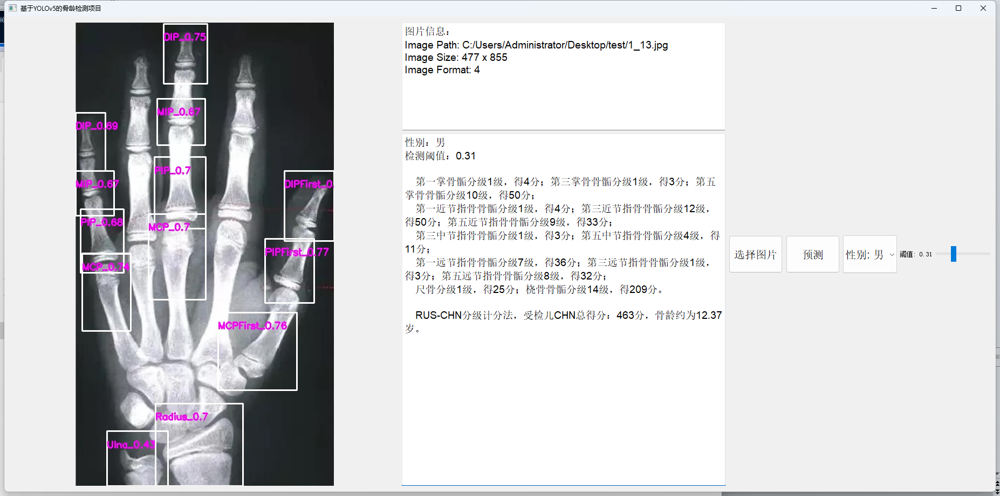 基于YOLOv5的骨龄检测项目
DIP_0.75
MIP_0.67
DIP_0.69
PIP_0.7
MIP_0.67
DIPFirst_0.
PIP_0.68
MCP_0.7
PIPFirst_0.77
MCP_0.74
MCPFirst_0.76
Radius_0.7
Ulna_0.43
图片信息：
Image Path: C:/Users/Administrator/Desktop/test/1_13.jpg
Image Size: 477 x 855
Image Format: 4
性别：男
检测阈值：0.31
第一掌骨骺分级1级，得4分；第三掌骨骨骺分级1级，得3分；第五
掌骨骨骺分级10级，得50分；
第一近节指骨骨骺分级1级，得4分；第三近节指骨骨骺分级12级，
得50分；第五近节指骨骨骺分级9级，得33分；
第三中节指骨骨骺分级1级，得3分；第五中节指骨骨骺分级4级，得
11分；
第一远节指骨骨骺分级7级，得36分；第三远节指骨骨骺分级1级，
得3分；第五远节指骨骨骺分级8级，得32分；
尺骨分级1级，得25分；桡骨骨骺分级14级，得209分。
RUS-CHN分级计分法，受检儿CHN总得分：463分，骨龄约为12.37
岁。
选择图片
预测
性别: 男
阈值: 0.31